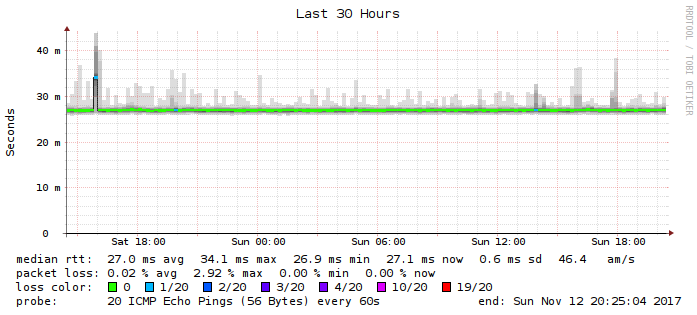 Last 30 Hours
RRDTOOL / TOBI OETIKER
Seconds
40 m
30 m
20 m
10 m
0
Sat 18:00 Sun 00:00 Sun 06:00 Sun 12:00 Sun 18:00
median rtt: 27.0 ms avg 34.1 ms max 26.9 ms min 27.1 ms now 0.6 ms sd 46.4 am/s
packet loss: 0.02 % avg 2.92 % max 0.00 % min 0.00 % now
loss color: 0 1/20 2/20 3/20 4/20 10/20 19/20
probe: 20 ICMP Echo Pings (56 Bytes) every 60s end: Sun Nov 12 20:25:04 2017